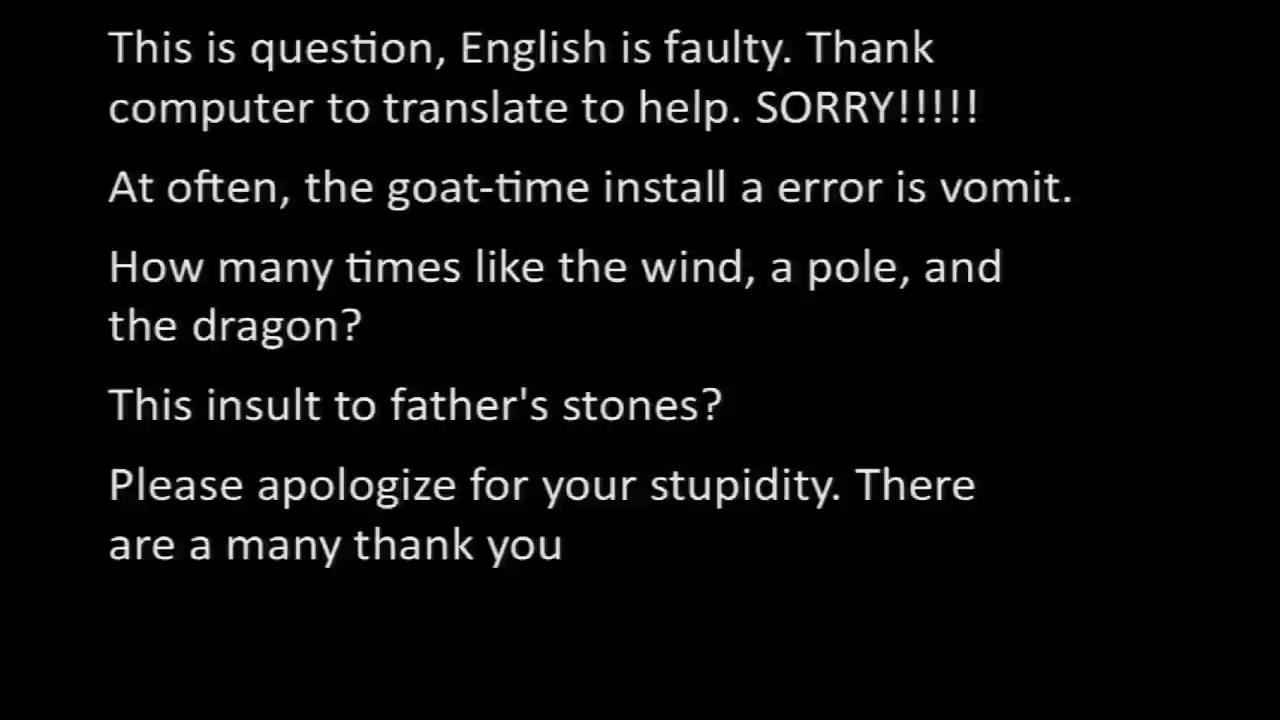 This is question, English is faulty. Thank
computer to translate to help. SORRY!!!!!
At often, the goat-time install a error is vomit.
How many times like the wind, a pole, and
the dragon?
This insult to father's stones?
Please apologize for your stupidity. There
are a many thank you